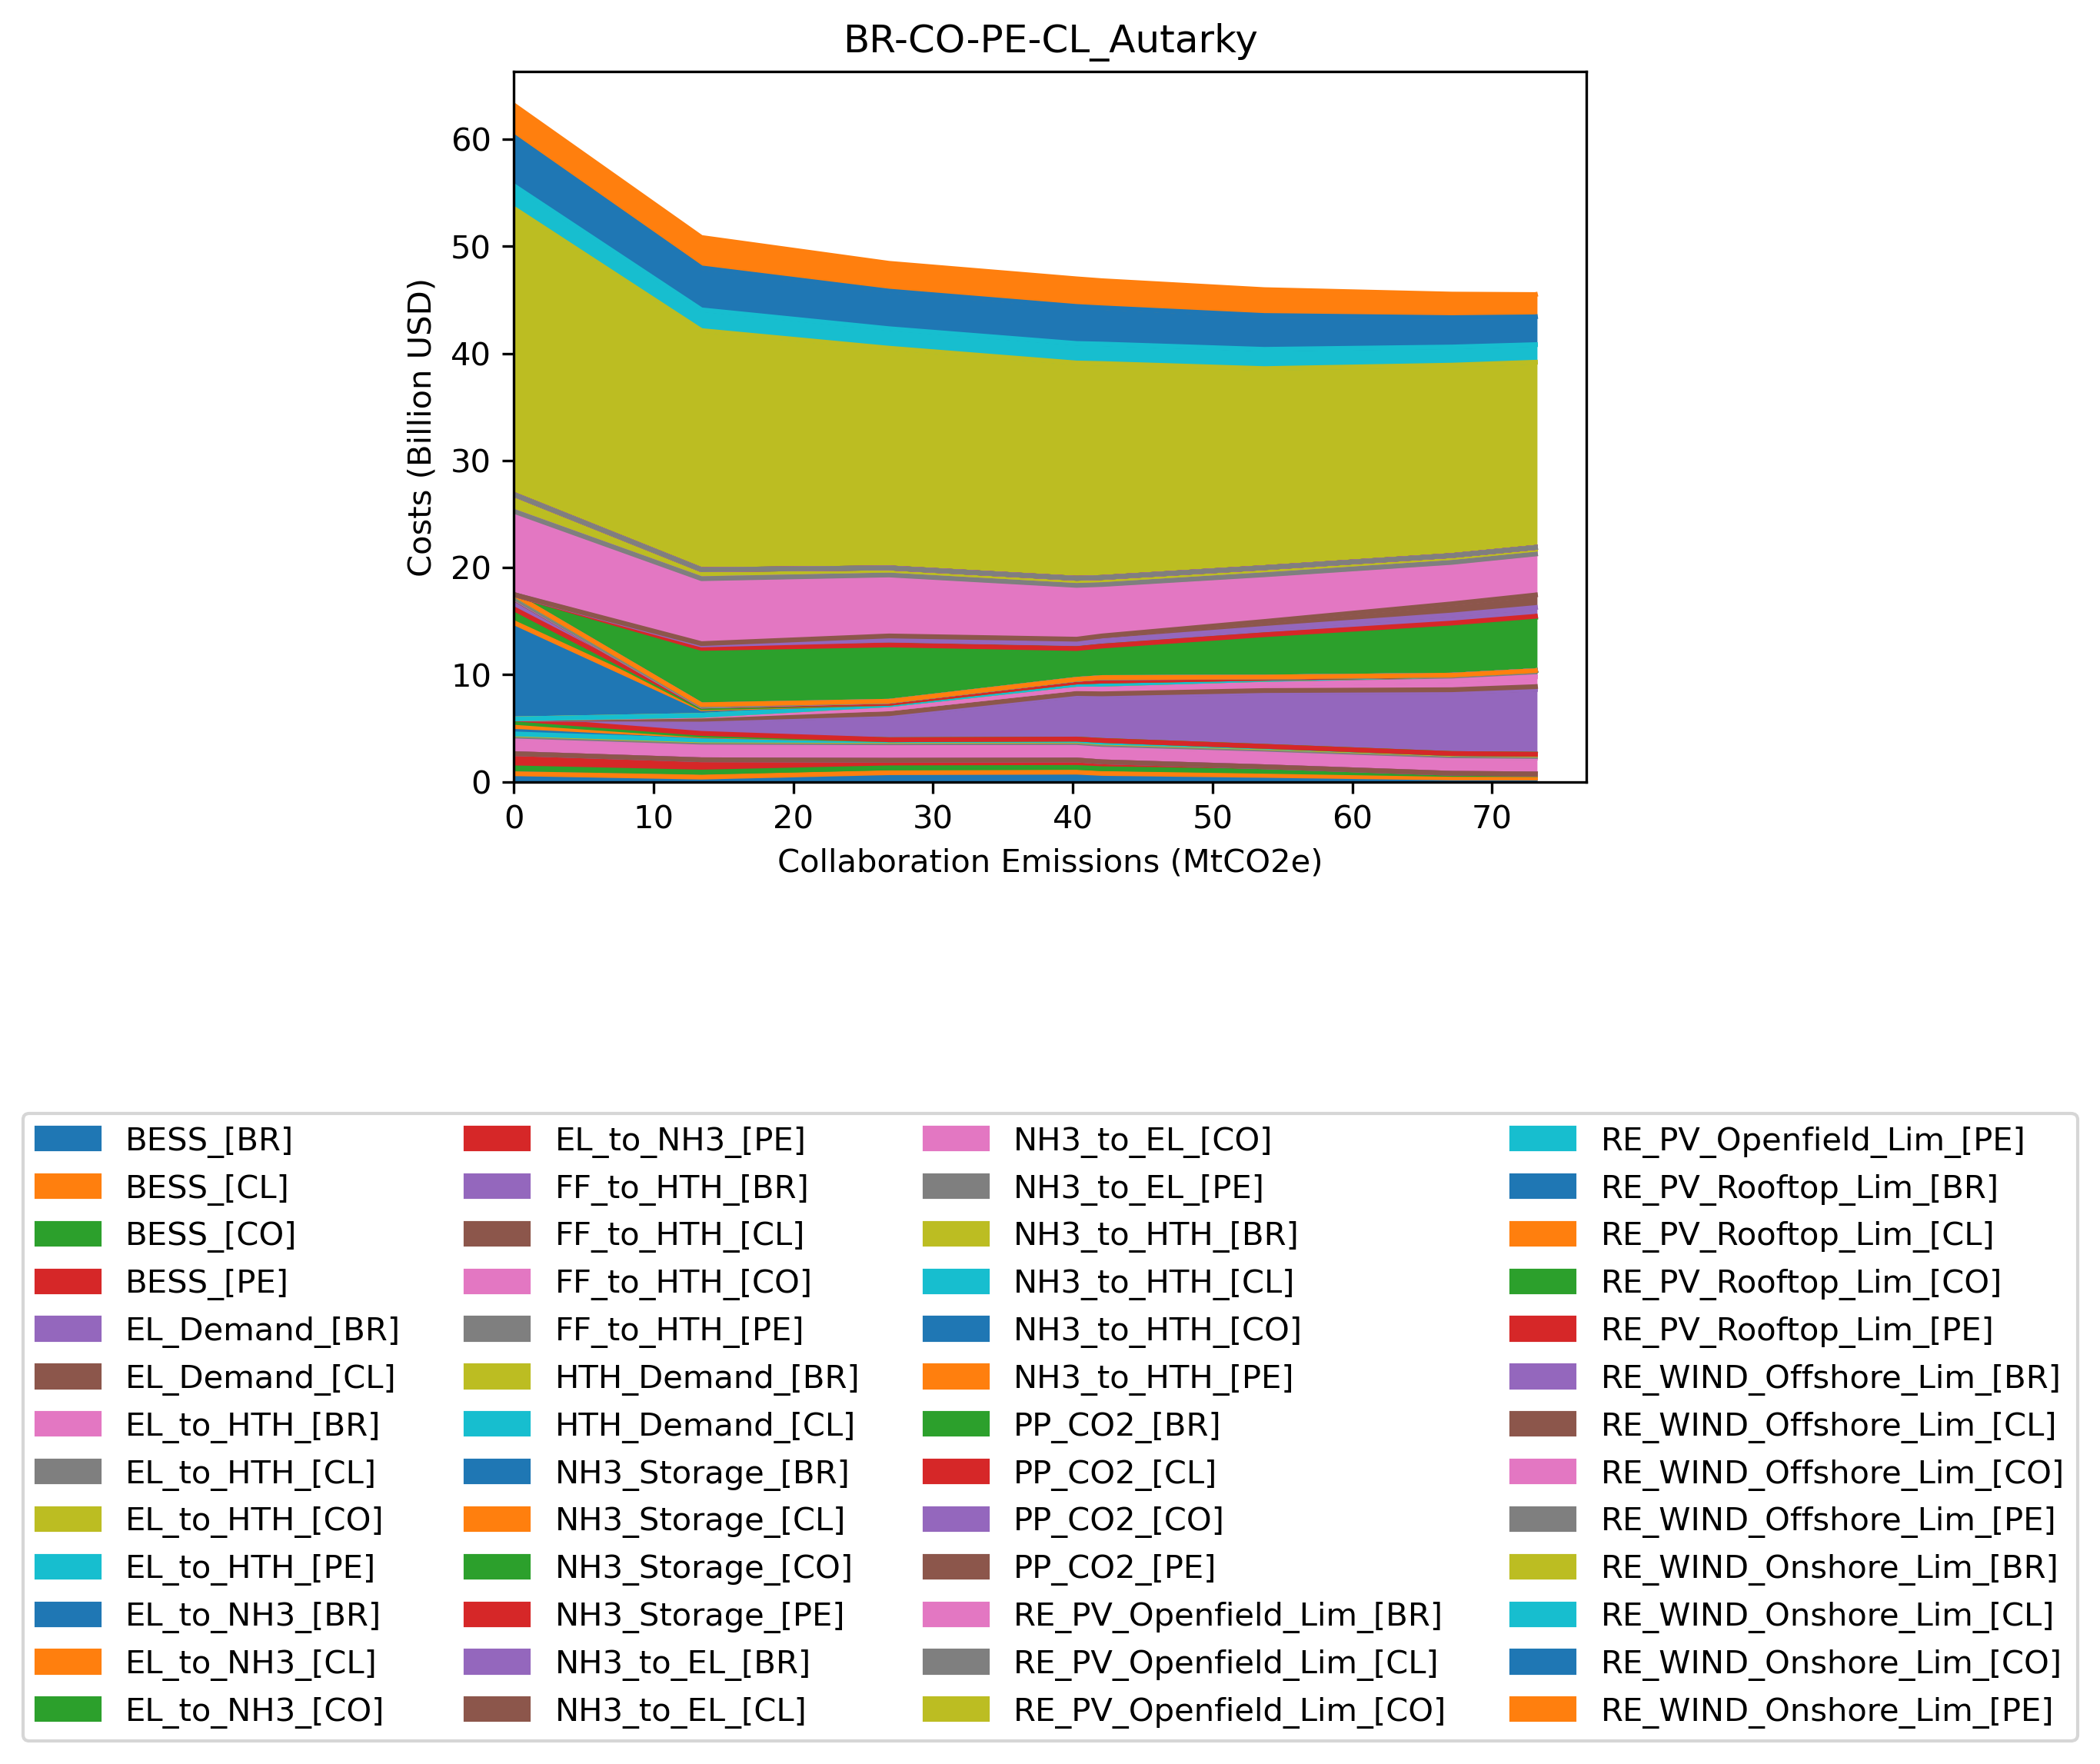 BR-CO-PE-CL_Autarky
Costs (Billion USD)
60
50
40
30
20
10
0
0 10 20 30 40 50 60 70
Collaboration Emissions (MtCO2e)
BESS_[BR]
BESS_[CL]
BESS_[CO]
BESS_[PE]
EL_Demand_[BR]
EL_Demand_[CL]
EL_to_HTH_[BR]
EL_to_HTH_[CL]
EL_to_HTH_[CO]
EL_to_HTH_[PE]
EL_to_NH3_[BR]
EL_to_NH3_[CL]
EL_to_NH3_[CO]
EL_to_NH3_[PE]
FF_to_HTH_[BR]
FF_to_HTH_[CL]
FF_to_HTH_[CO]
FF_to_HTH_[PE]
HTH_Demand_[BR]
HTH_Demand_[CL]
NH3_Storage_[BR]
NH3_Storage_[CL]
NH3_Storage_[CO]
NH3_Storage_[PE]
NH3_to_EL_[BR]
NH3_to_EL_[CL]
NH3_to_EL_[CO]
NH3_to_EL_[PE]
NH3_to_HTH_[BR]
NH3_to_HTH_[CL]
NH3_to_HTH_[CO]
NH3_to_HTH_[PE]
PP_CO2_[BR]
PP_CO2_[CL]
PP_CO2_[CO]
PP_CO2_[PE]
RE_PV_Openfield_Lim_[BR]
RE_PV_Openfield_Lim_[CL]
RE_PV_Openfield_Lim_[CO]
RE_PV_Openfield_Lim_[PE]
RE_PV_Rooftop_Lim_[BR]
RE_PV_Rooftop_Lim_[CL]
RE_PV_Rooftop_Lim_[CO]
RE_PV_Rooftop_Lim_[PE]
RE_WIND_Offshore_Lim_[BR]
RE_WIND_Offshore_Lim_[CL]
RE_WIND_Offshore_Lim_[CO]
RE_WIND_Offshore_Lim_[PE]
RE_WIND_Onshore_Lim_[BR]
RE_WIND_Onshore_Lim_[CL]
RE_WIND_Onshore_Lim_[CO]
RE_WIND_Onshore_Lim_[PE]